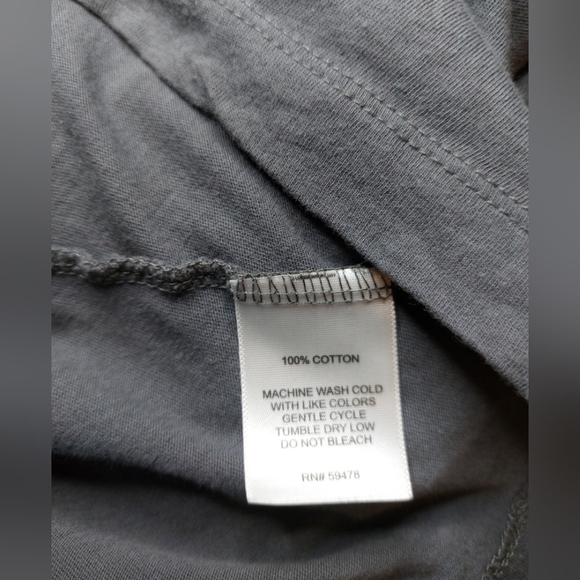 100% COTTON
MACHINE WASH COLD
WITH LIKE COLORS
GENTLE CYCLE
TUMBLE DRY LOW
DO NOT BLEACH
RN# 59478